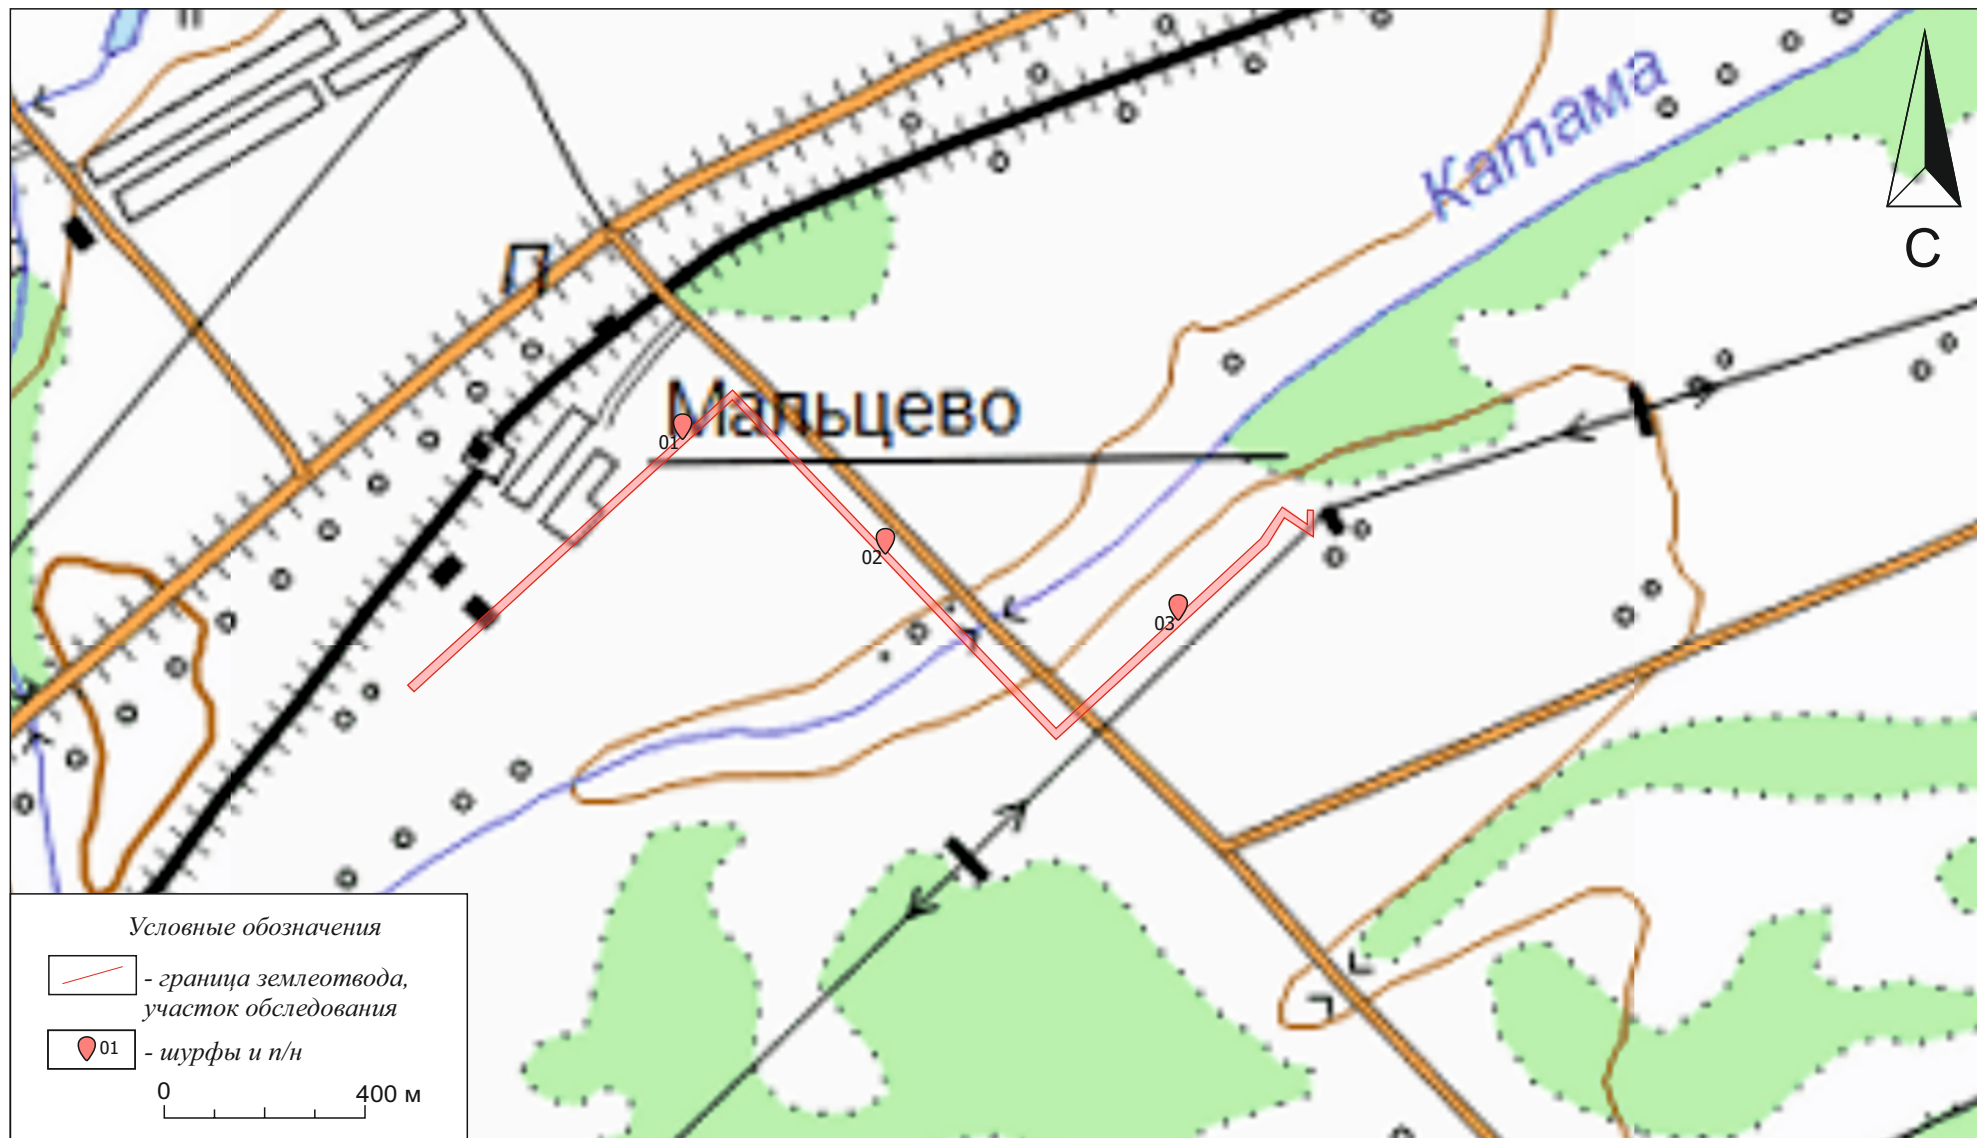 П
Катама
С
Мальцево
01
02
03
Условные обозначения
- граница землеотвода,
участок обследования
01
- шурфы и п/н
0
400 м